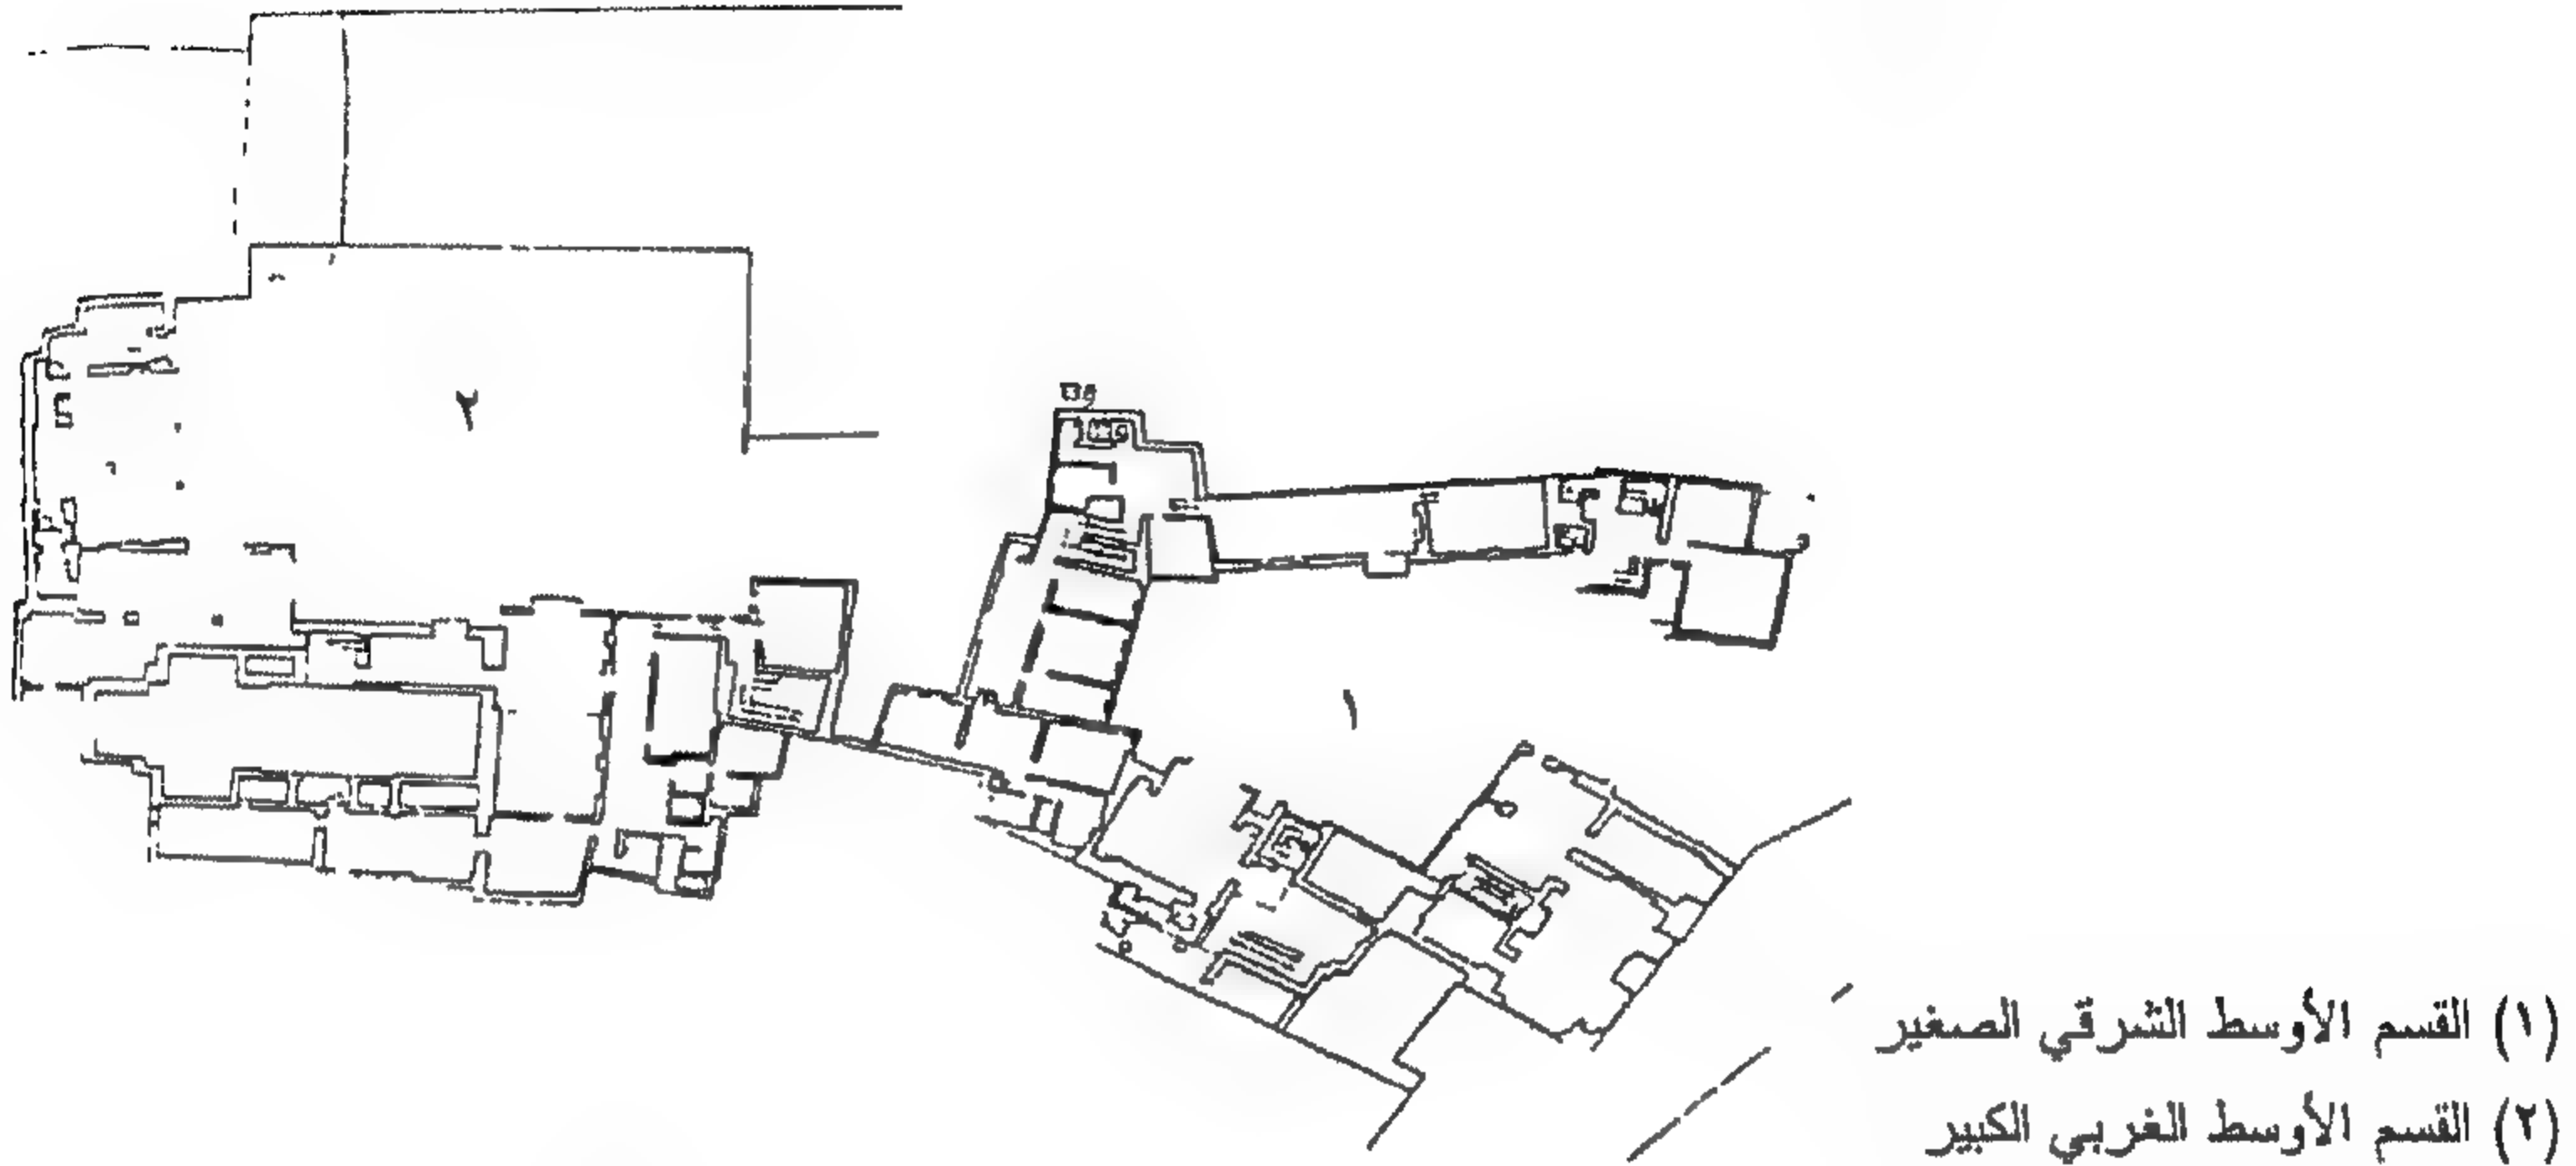 ٢
١
(١) القسم الأوسط الشرقي الصغير
(٢) القسم الأوسط الغربي الكبير